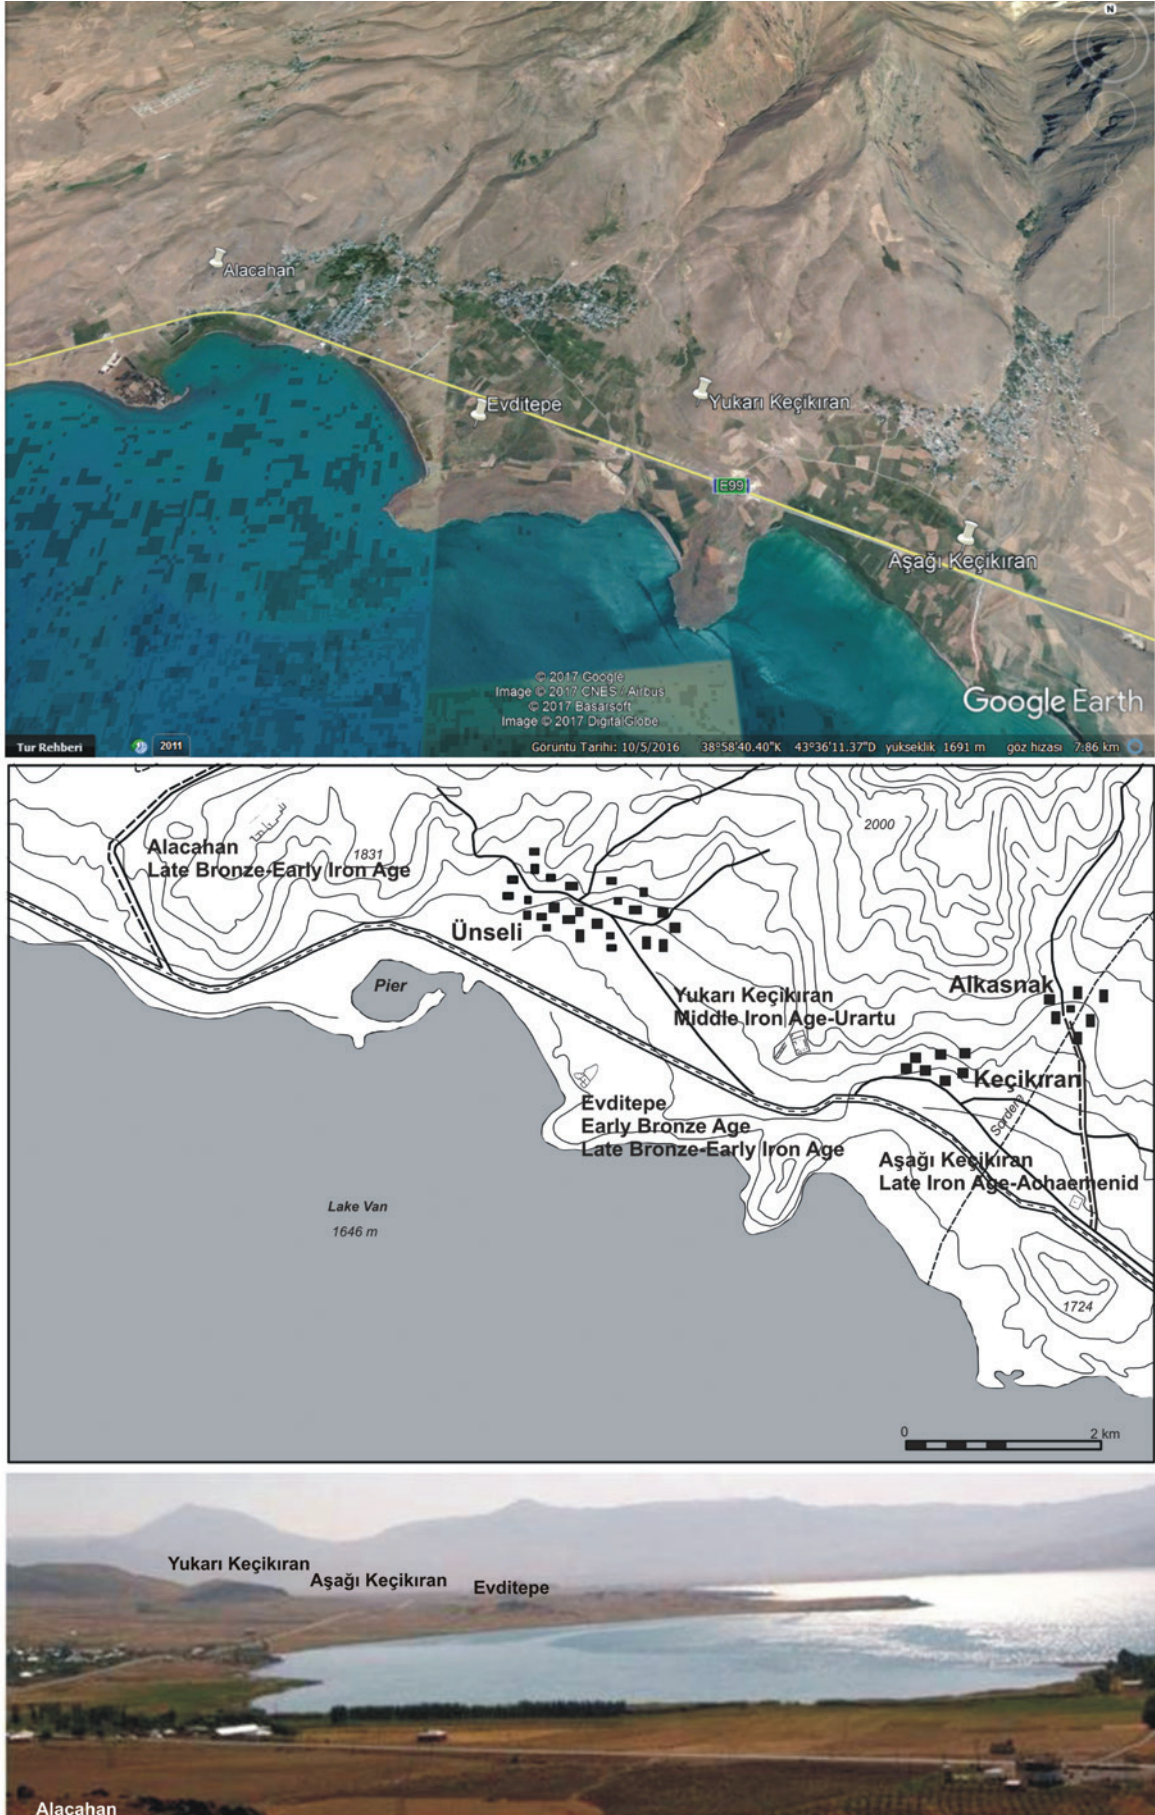 N
Alacahan
Evditepe
Yukarı Keçikıran
E99
Aşağı Keçikıran
© 2017 Google
Image © 2017 CNES / Airbus
© 2017 Basarsoft
Image © 2017 DigitalGlobe
Google Earth
Tur Rehberi
2011
Görüntü Tarihi: 10/5/2016 38°58'40.40"K 43°36'11.37"D yükseklik 1691 m göz hizası 7.86 km
2000
Alacahan
1831
Late Bronze-Early Iron Age
Ünseli
Pier
Alkasnak
Yukarı Keçikıran
Middle Iron Age-Urartu
Keçikıran
Evditepe
Early Bronze Age
Late Bronze-Early Iron Age
Sordere
Aşağı Keçikıran
Late Iron Age-Achaemenid
Lake Van
1646 m
1724
0 2 km
Yukarı Keçikıran
Aşağı Keçikıran
Evditepe
Alacahan